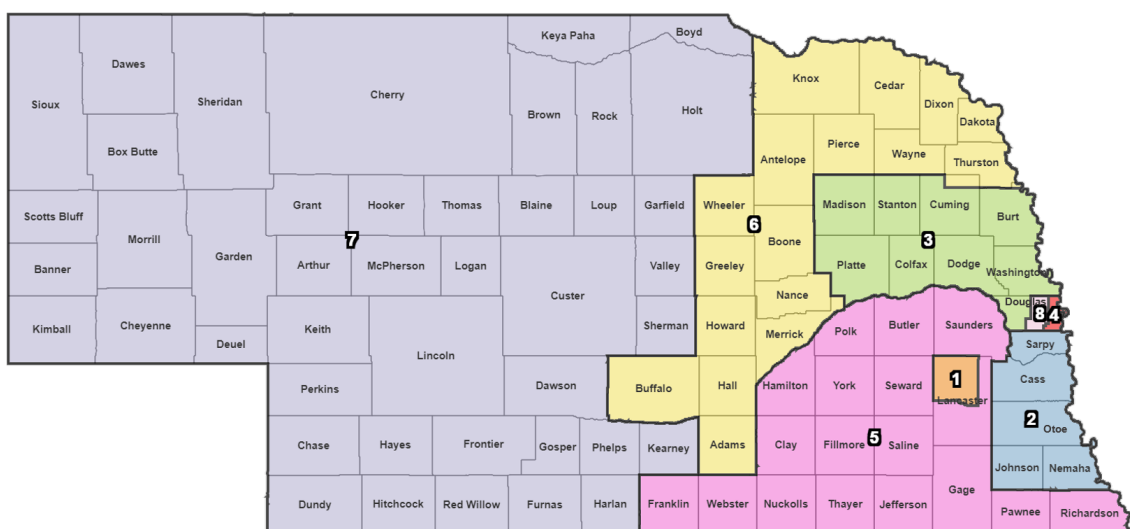 Keya Paha
Boyd
Dawes
Knox
Cedar
Sioux
Sheridan
Cherry
Dixon
Brown
Rock
Holt
Dakota
Box Butte
Pierce
Wayne
Antelope
Thurston
Scotts Bluff
Grant
Hooker
Thomas
Blaine
Loup
Garfield
Wheeler
Madison
Stanton
Cuming
Burt
6
Morrill
7
3
Boone
Garden
Banner
Arthur
McPherson
Logan
Valley
Greeley
Platte
Colfax
Dodge
Washington
Custer
Nance
Douglas
8
4
Kimball
Cheyenne
Keith
Sherman
Howard
Merrick
Polk
Butler
Saunders
Deuel
Lincoln
Sarpy
Perkins
Dawson
Buffalo
Hall
Hamilton
York
Seward
1
Cass
Lancaster
2
Otoe
Chase
Hayes
Frontier
Gosper
Phelps
Kearney
Adams
Clay
Fillmore
5
Saline
Johnson
Nemaha
Gage
Dundy
Hitchcock
Red Willow
Furnas
Harlan
Franklin
Webster
Nuckolls
Thayer
Jefferson
Pawnee
Richardson